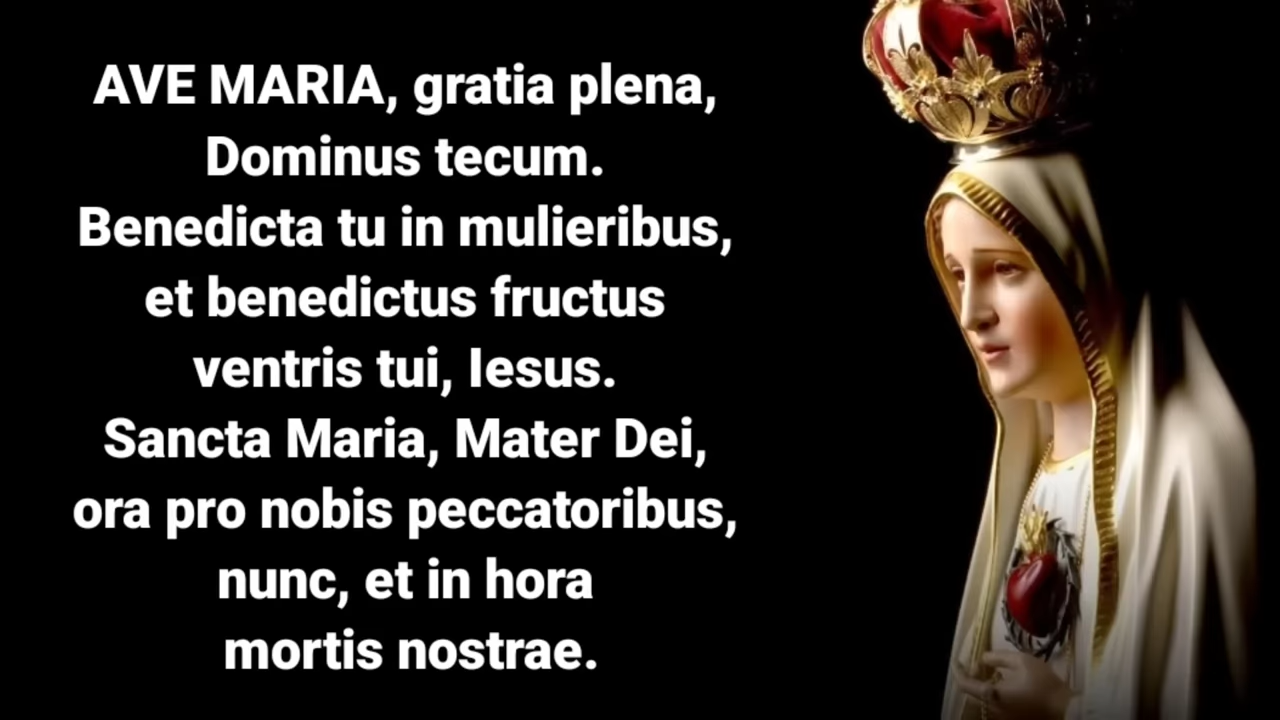 AVE MARIA, gratia plena,
Dominus tecum.
Benedicta tu in mulieribus,
et benedictus fructus
ventris tui, Iesus.
Sancta Maria, Mater Dei,
ora pro nobis peccatoribus,
nunc, et in hora
mortis nostrae.